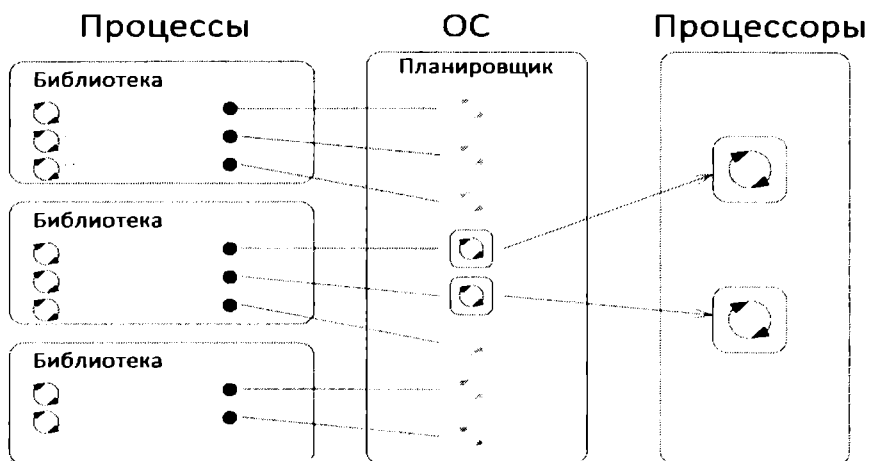 Процессы
ОС
Процессоры
Библиотека
Планировщик
Библиотека
Библиотека